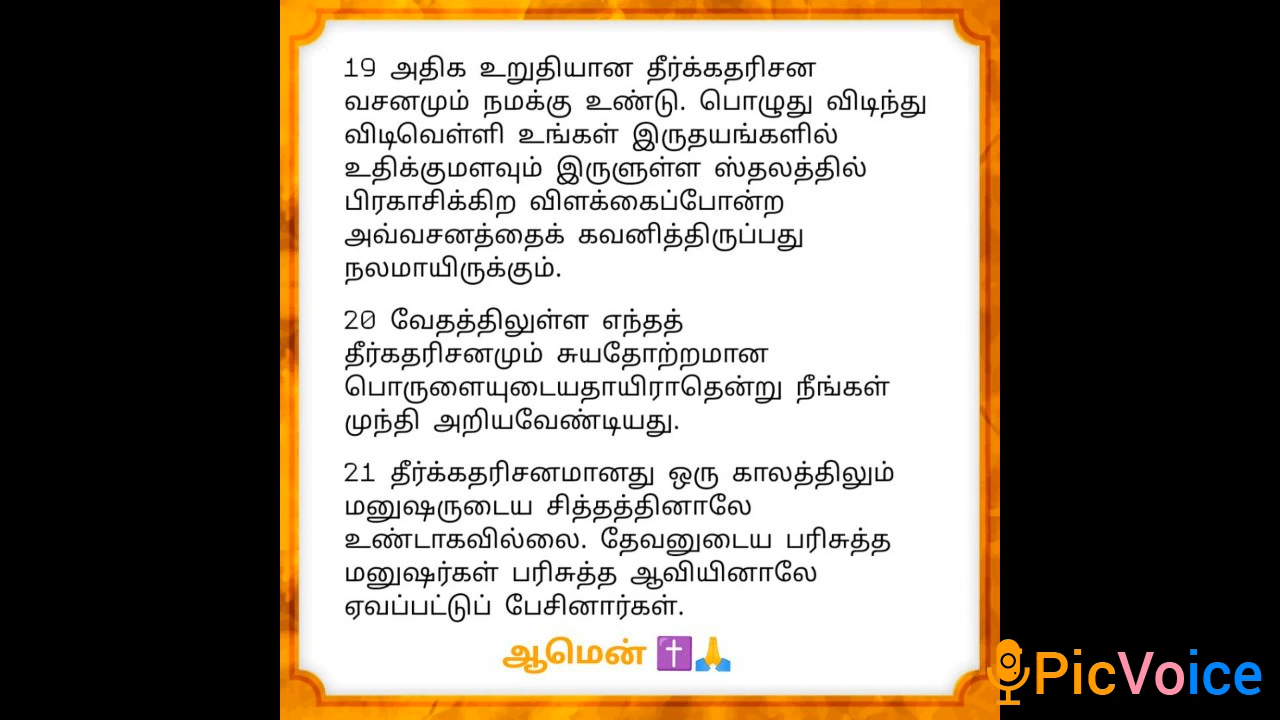 19 அதிக உறுதியான தீர்க்கதரிசன
வசனமும் நமக்கு உண்டு. பொழுது விடிந்து
விடிவெள்ளி உங்கள் இருதயங்களில்
உதிக்குமளவும் இருளுள்ள ஸ்தலத்தில்
பிரகாசிக்கிற விளக்கைப்போன்ற
அவ்வசனத்தைக் கவனித்திருப்பது
நலமாயிருக்கும்.
20 வேதத்திலுள்ள எந்தத்
தீர்கதரிசனமும் சுயதோற்றமான
பொருளையுடையதாயிராதென்று நீங்கள்
முந்தி அறியவேண்டியது.
21 தீர்க்கதரிசனமானது ஒரு காலத்திலும்
மனுஷருடைய சித்தத்தினாலே
உண்டாகவில்லை. தேவனுடைய பரிசுத்த
மனுஷர்கள் பரிசுத்த ஆவியினாலே
ஏவப்பட்டுப் பேசினார்கள்.
ஆமென் ✝️🙏
PicVoice